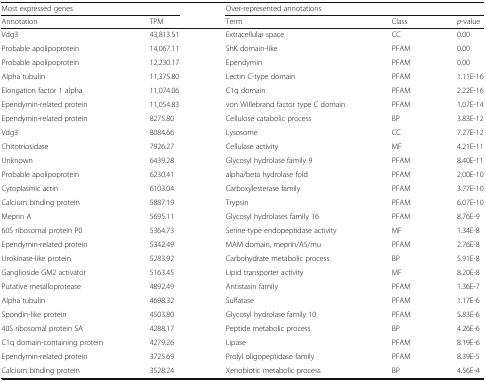 Most expressed genes Over-represented annotations
Annotation TPM Term Class p-value
Vdg3 43,813.51 Extracellular space CC 0.00
Probable apolipoprotein 14,067.11 ShK domain-like PFAM 0.00
Probable apolipoprotein 12,230.17 Ependymin PFAM 0.00
Alpha tubulin 11,375.80 Lectin C-type domain PFAM 1.11E-16
Elongation factor 1 alpha 11,074.06 C1q domain PFAM 2.22E-16
Ependymin-related protein 11,054.83 von Willebrand factor type C domain PFAM 1.07E-14
Ependymin-related protein 8275.80 Cellulose catabolic process BP 3.83E-12
Vdg3 8084.66 Lysosome CC 7.27E-12
Chitotriosidase 7926.27 Cellulase activity MF 4.21E-11
Unknown 6439.28 Glycosyl hydrolase family 9 PFAM 8.40E-11
Probable apolipoprotein 6230.41 alpha/beta hydrolase fold PFAM 2.00E-10
Cytoplasmic actin 6103.04 Carboxylesterase family PFAM 3.77E-10
Calcium binding protein 5887.19 Trypsin PFAM 6.07E-10
Meprin A 5695.11 Glycosyl hydrolases family 16 PFAM 8.76E-9
60S ribosomal protein P0 5364.73 Serine-type endopeptidase activity MF 1.34E-8
Ependymin-related protein 5342.49 MAM domain, meprin/A5/mu PFAM 2.76E-8
Urokinase-like protein 5283.92 Carbohydrate metabolic process BP 5.91E-8
Ganglioside GM2 activator 5163.45 Lipid transporter activity MF 8.20E-8
Putative metalloprotease 4892.49 Antistasin family PFAM 1.36E-7
Alpha tubulin 4698.32 Sulfatase PFAM 1.17E-6
Spondin-like protein 4503.80 Glycosyl hydrolase family 10 PFAM 5.83E-6
40S ribosomal protein SA 4288.17 Peptide metabolic process BP 4.26E-6
C1q domain-containing protein 4279.26 Lipase PFAM 8.19E-6
Ependymin-related protein 3725.69 Prolyl oligopeptidase family PFAM 8.39E-5
Calcium binding protein 3528.24 Xenobiotic metabolic process BP 4.56E-4